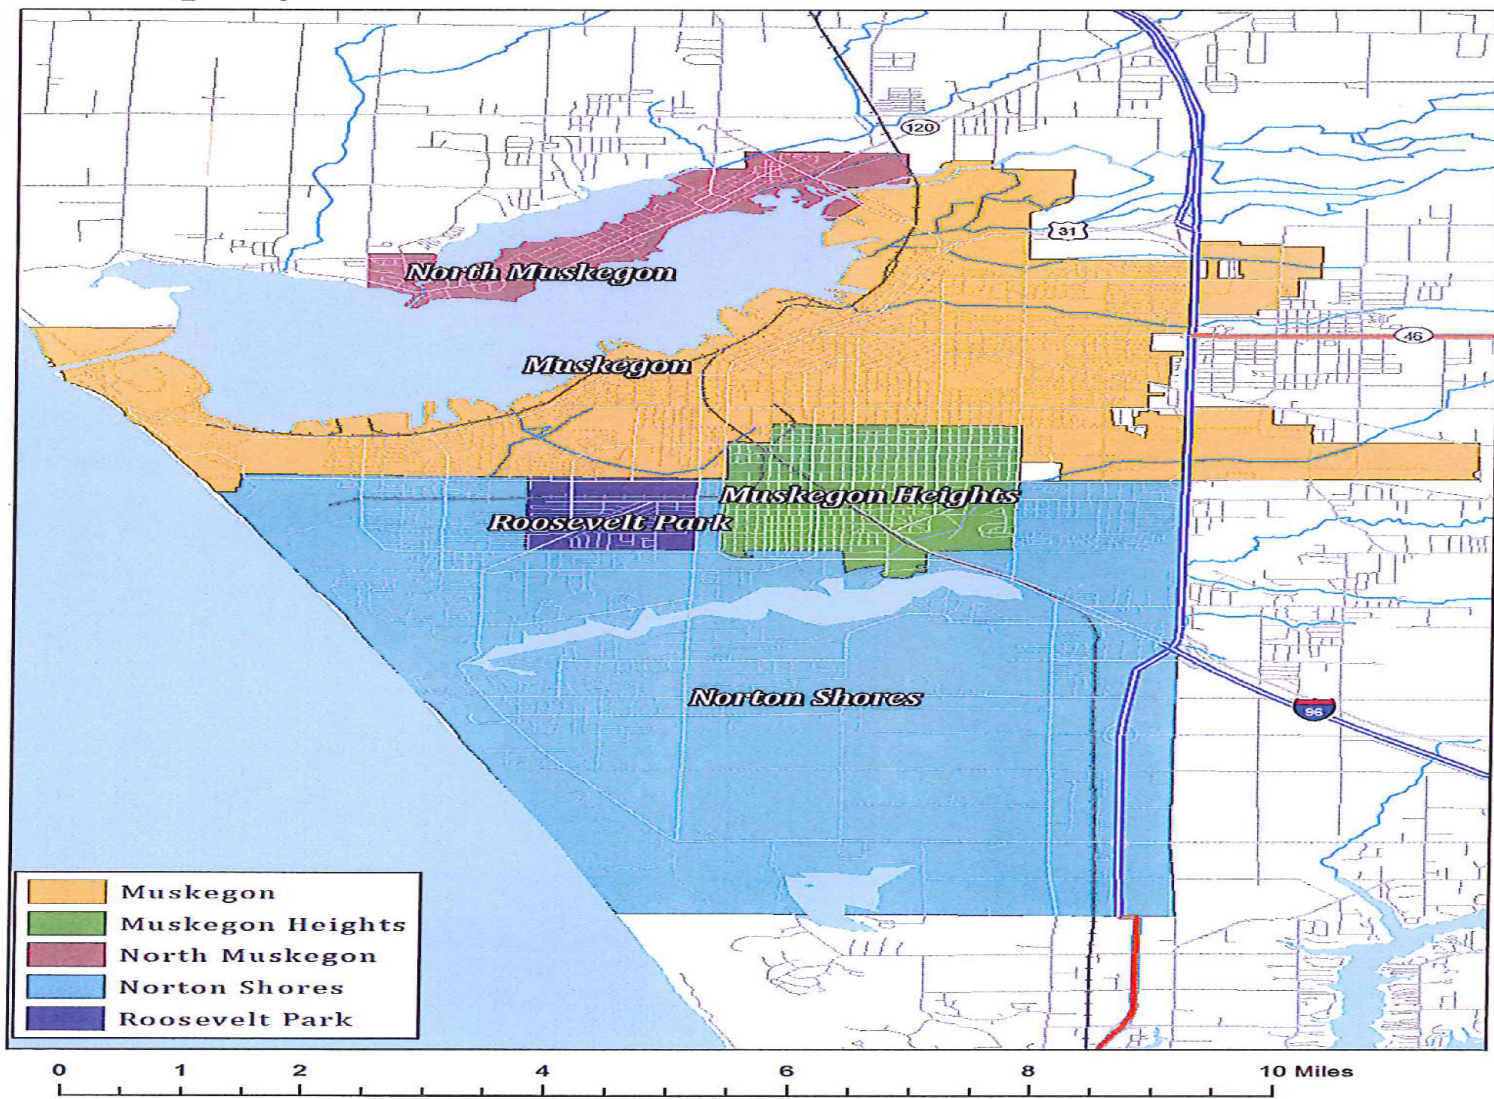 120
31
North Muskegon
46
Muskegon
Muskegon Heights
Roosevelt Park
Norton Shores
96
Muskegon
Muskegon Heights
North Muskegon
Norton Shores
Roosevelt Park
0 1 2 4 6 8 10 Miles